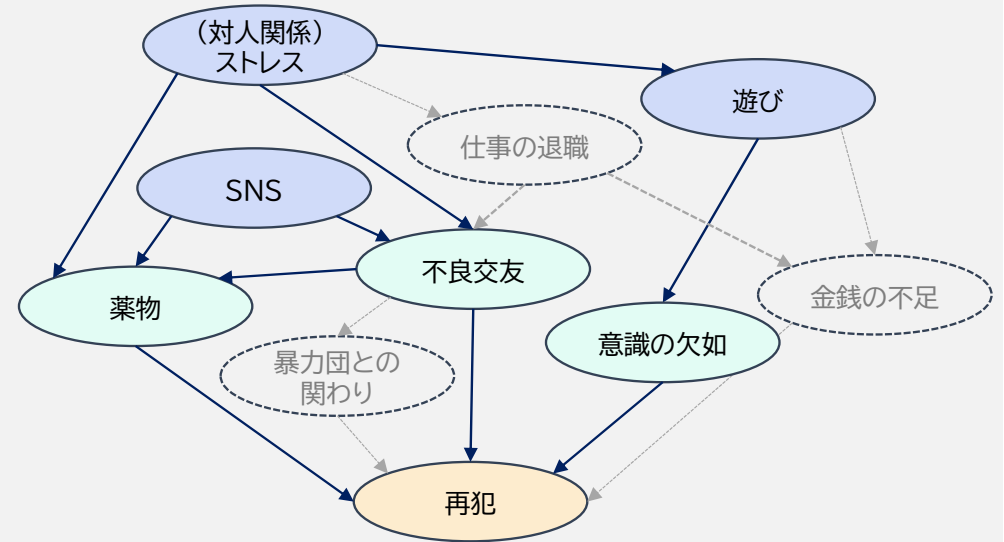 (対人関係)
ストレス
遊び
仕事の退職
SNS
不良交友
金銭の不足
薬物
意識の欠如
暴力団との
関わり
再犯